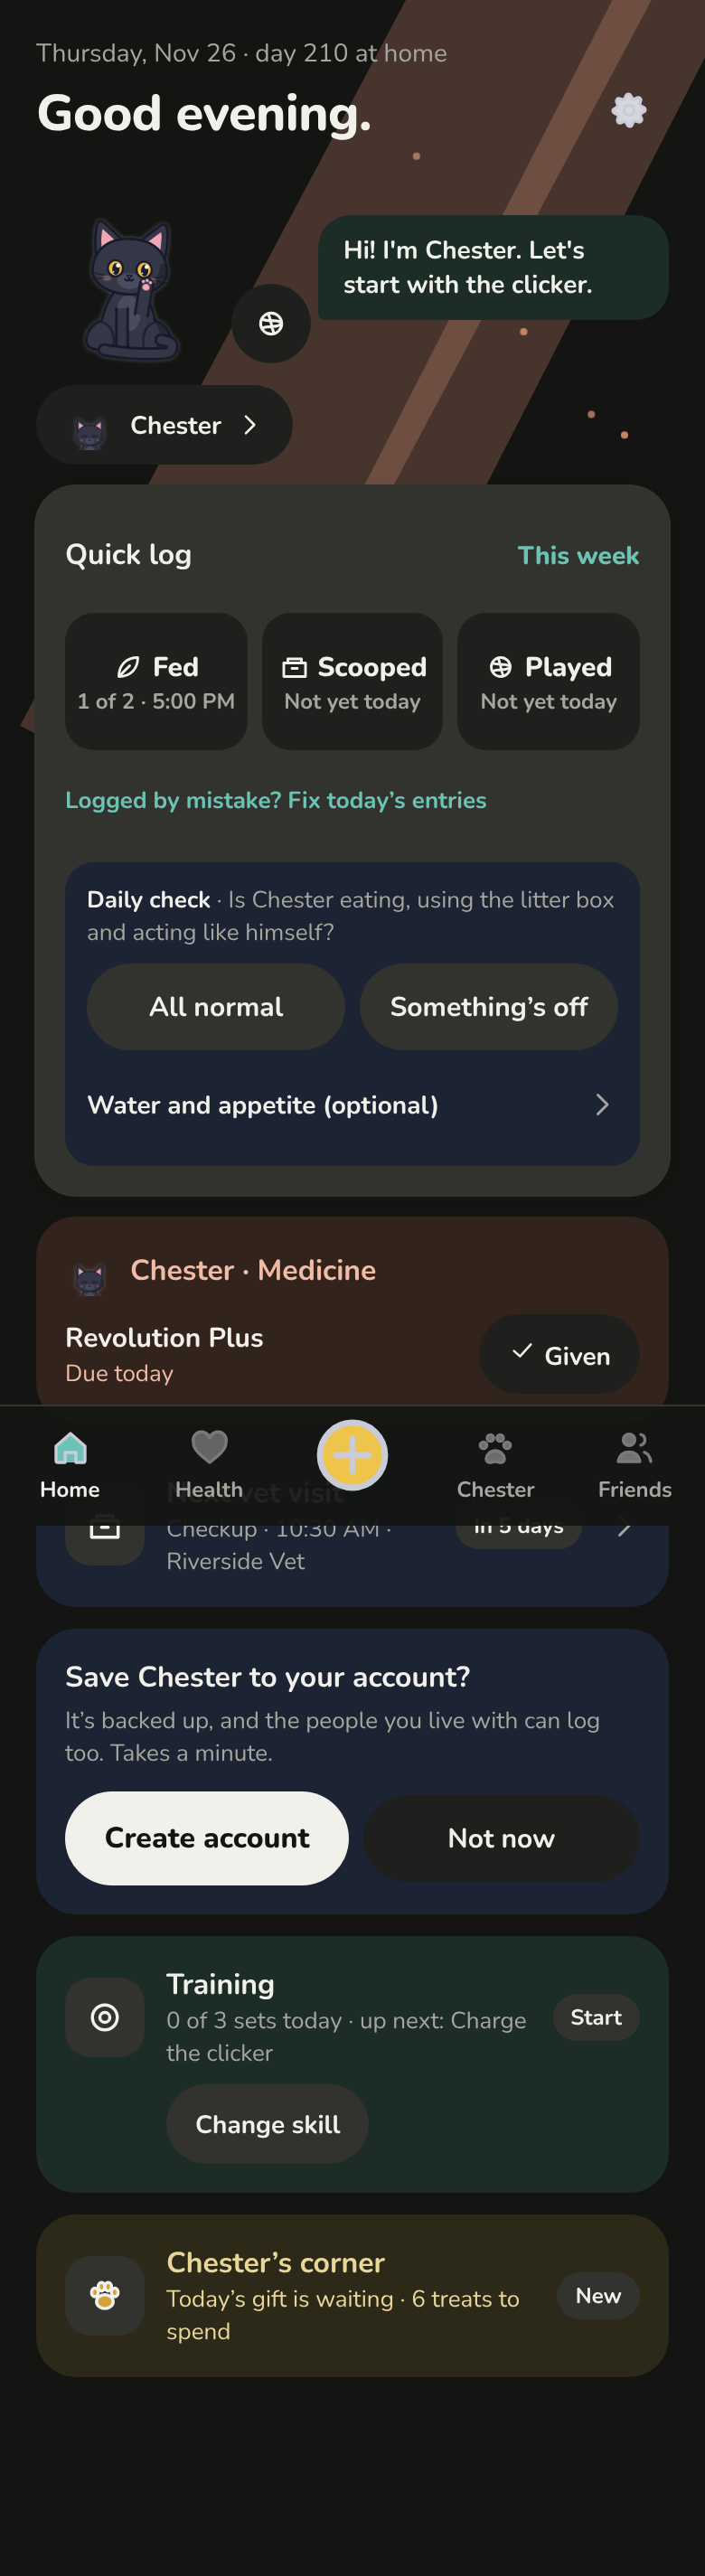 Thursday, Nov 26 · day 210 at home
Good evening.
Hi! I'm Chester. Let's
start with the clicker.
Chester
Quick log
This week
Fed
1 of 2 · 5:00 PM
Scooped
Not yet today
Played
Not yet today
Logged by mistake? Fix today’s entries
Daily check · Is Chester eating, using the litter box
and acting like himself?
All normal
Something’s off
Water and appetite (optional)
Chester · Medicine
Revolution Plus
Due today
Given
Home
Health
Chester
Friends
Next vet visit
Checkup · 10:30 AM ·
Riverside Vet
In 5 days
Save Chester to your account?
It’s backed up, and the people you live with can log
too. Takes a minute.
Create account
Not now
Training
0 of 3 sets today · up next: Charge
the clicker
Start
Change skill
Chester’s corner
Today’s gift is waiting · 6 treats to
spend
New